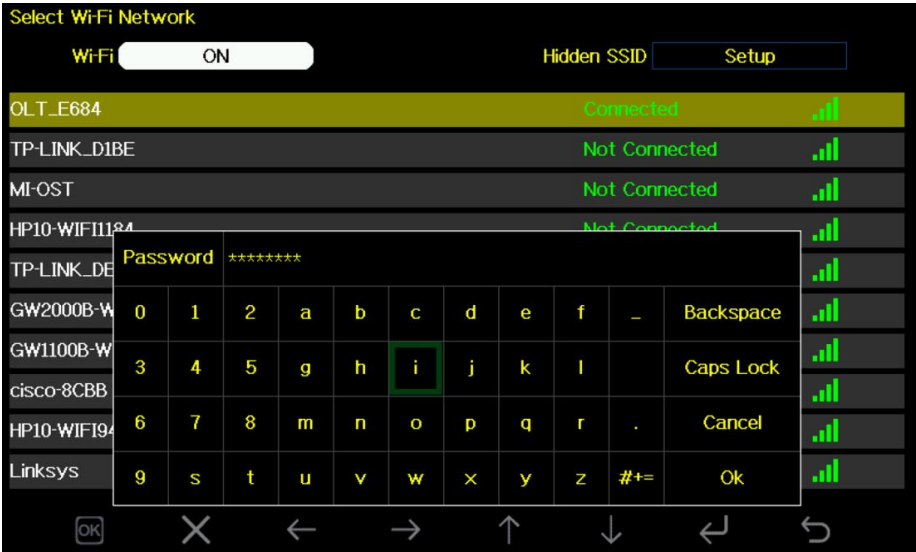 Select Wi-Fi Network
Wi-Fi ON Hidden SSID Setup
OLT_E684 Connected
TP-LINK_D1BE Not Connected
MI-OST Not Connected
HP10-WIFI1184 Not Connected
TP-LINK_DE
GW2000B-W
GW1100B-W
cisco-8CBB
HP10-WIFI94
Linksys
Password ********
0 1 2 a b c d e f _ Backspace
3 4 5 g h i j k l Caps Lock
6 7 8 m n o p q r . Cancel
9 s t u v w x y z #+= Ok
OK